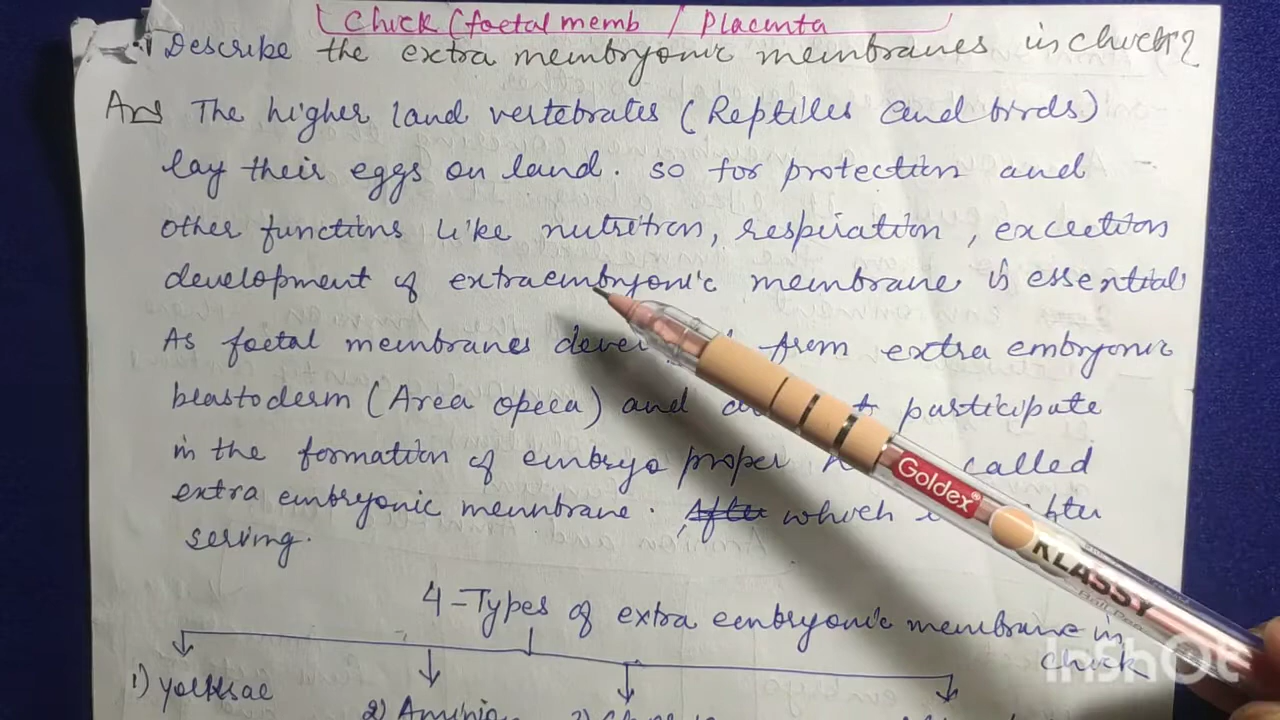 Chick (foetal memb / Placenta
Describe the extra membryonic membranes in chick?
Ans The higher land vertebrates (Reptiles and birds)
lay their eggs on land. so for protection and
other functions like nutrition, respiration, excretion
development of extraembryonic membrane is essential
As foetal membranes from extra embryonic
blastoderm (Area opeca) and participate
in the formation of embryo proper called
extra embryonic membrane. After which
serving.
4-Types of extra embryonic membrane in
chick
1) yolksac
2) Amnion
Goldex
KLASSY
Ball Pen
InShOt